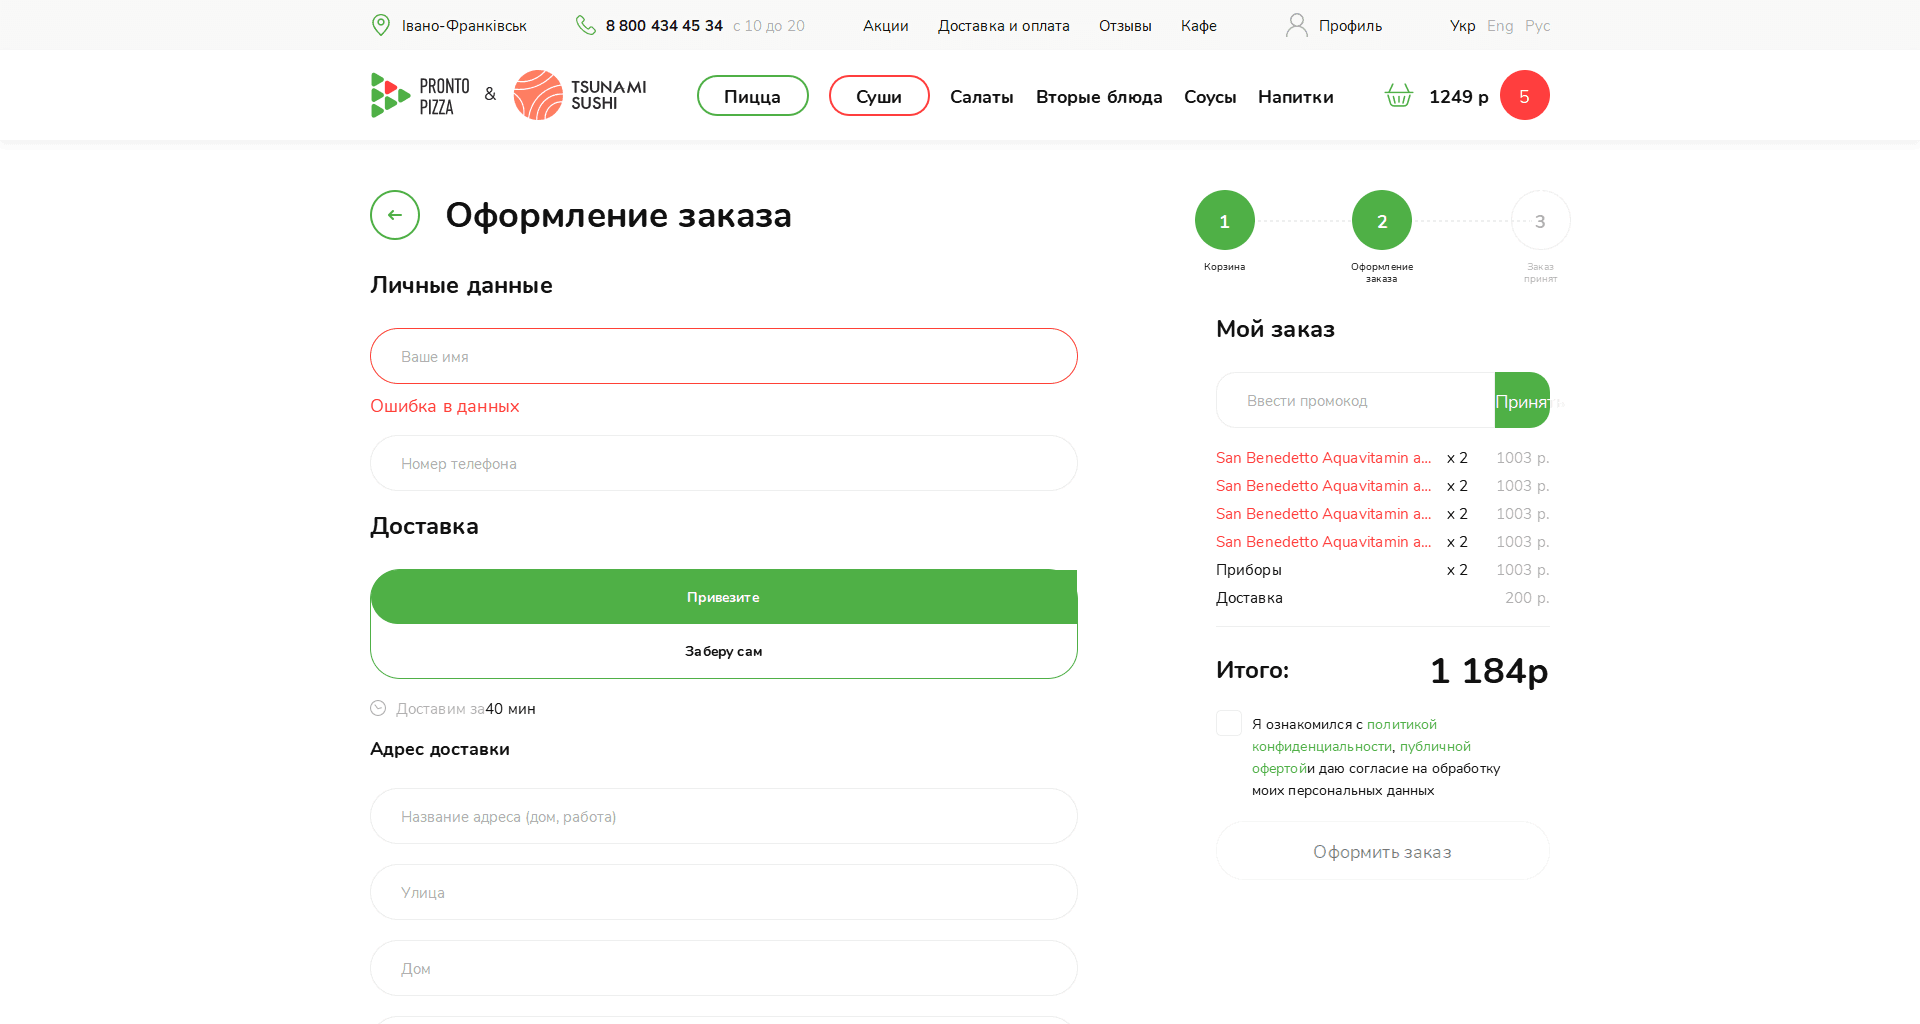 Івано-Франківськ
8 800 434 45 34 с 10 до 20
Акции Доставка и оплата Отзывы Кафе
Профиль
Укр Eng Рус
PRONTO PIZZA & TSUNAMI SUSHI
Пицца Суши Салаты Вторые блюда Соусы Напитки
1249 р 5
Оформление заказа
Личные данные
Ваше имя
Ошибка в данных
Номер телефона
Доставка
Привезите
Заберу сам
Доставим за40 мин
Адрес доставки
Название адреса (дом, работа)
Улица
Дом
1 2 3
Корзина
Оформление
заказа
Заказ
принят
Мой заказ
Ввести промокод Принять
San Benedetto Aquavitamin a... x 2 1003 р.
San Benedetto Aquavitamin a... x 2 1003 р.
San Benedetto Aquavitamin a... x 2 1003 р.
San Benedetto Aquavitamin a... x 2 1003 р.
Приборы x 2 1003 р.
Доставка 200 р.
Итого: 1 184р
Я ознакомился с политикой
конфиденциальности, публичной
офертойи даю согласие на обработку
моих персональных данных
Оформить заказ